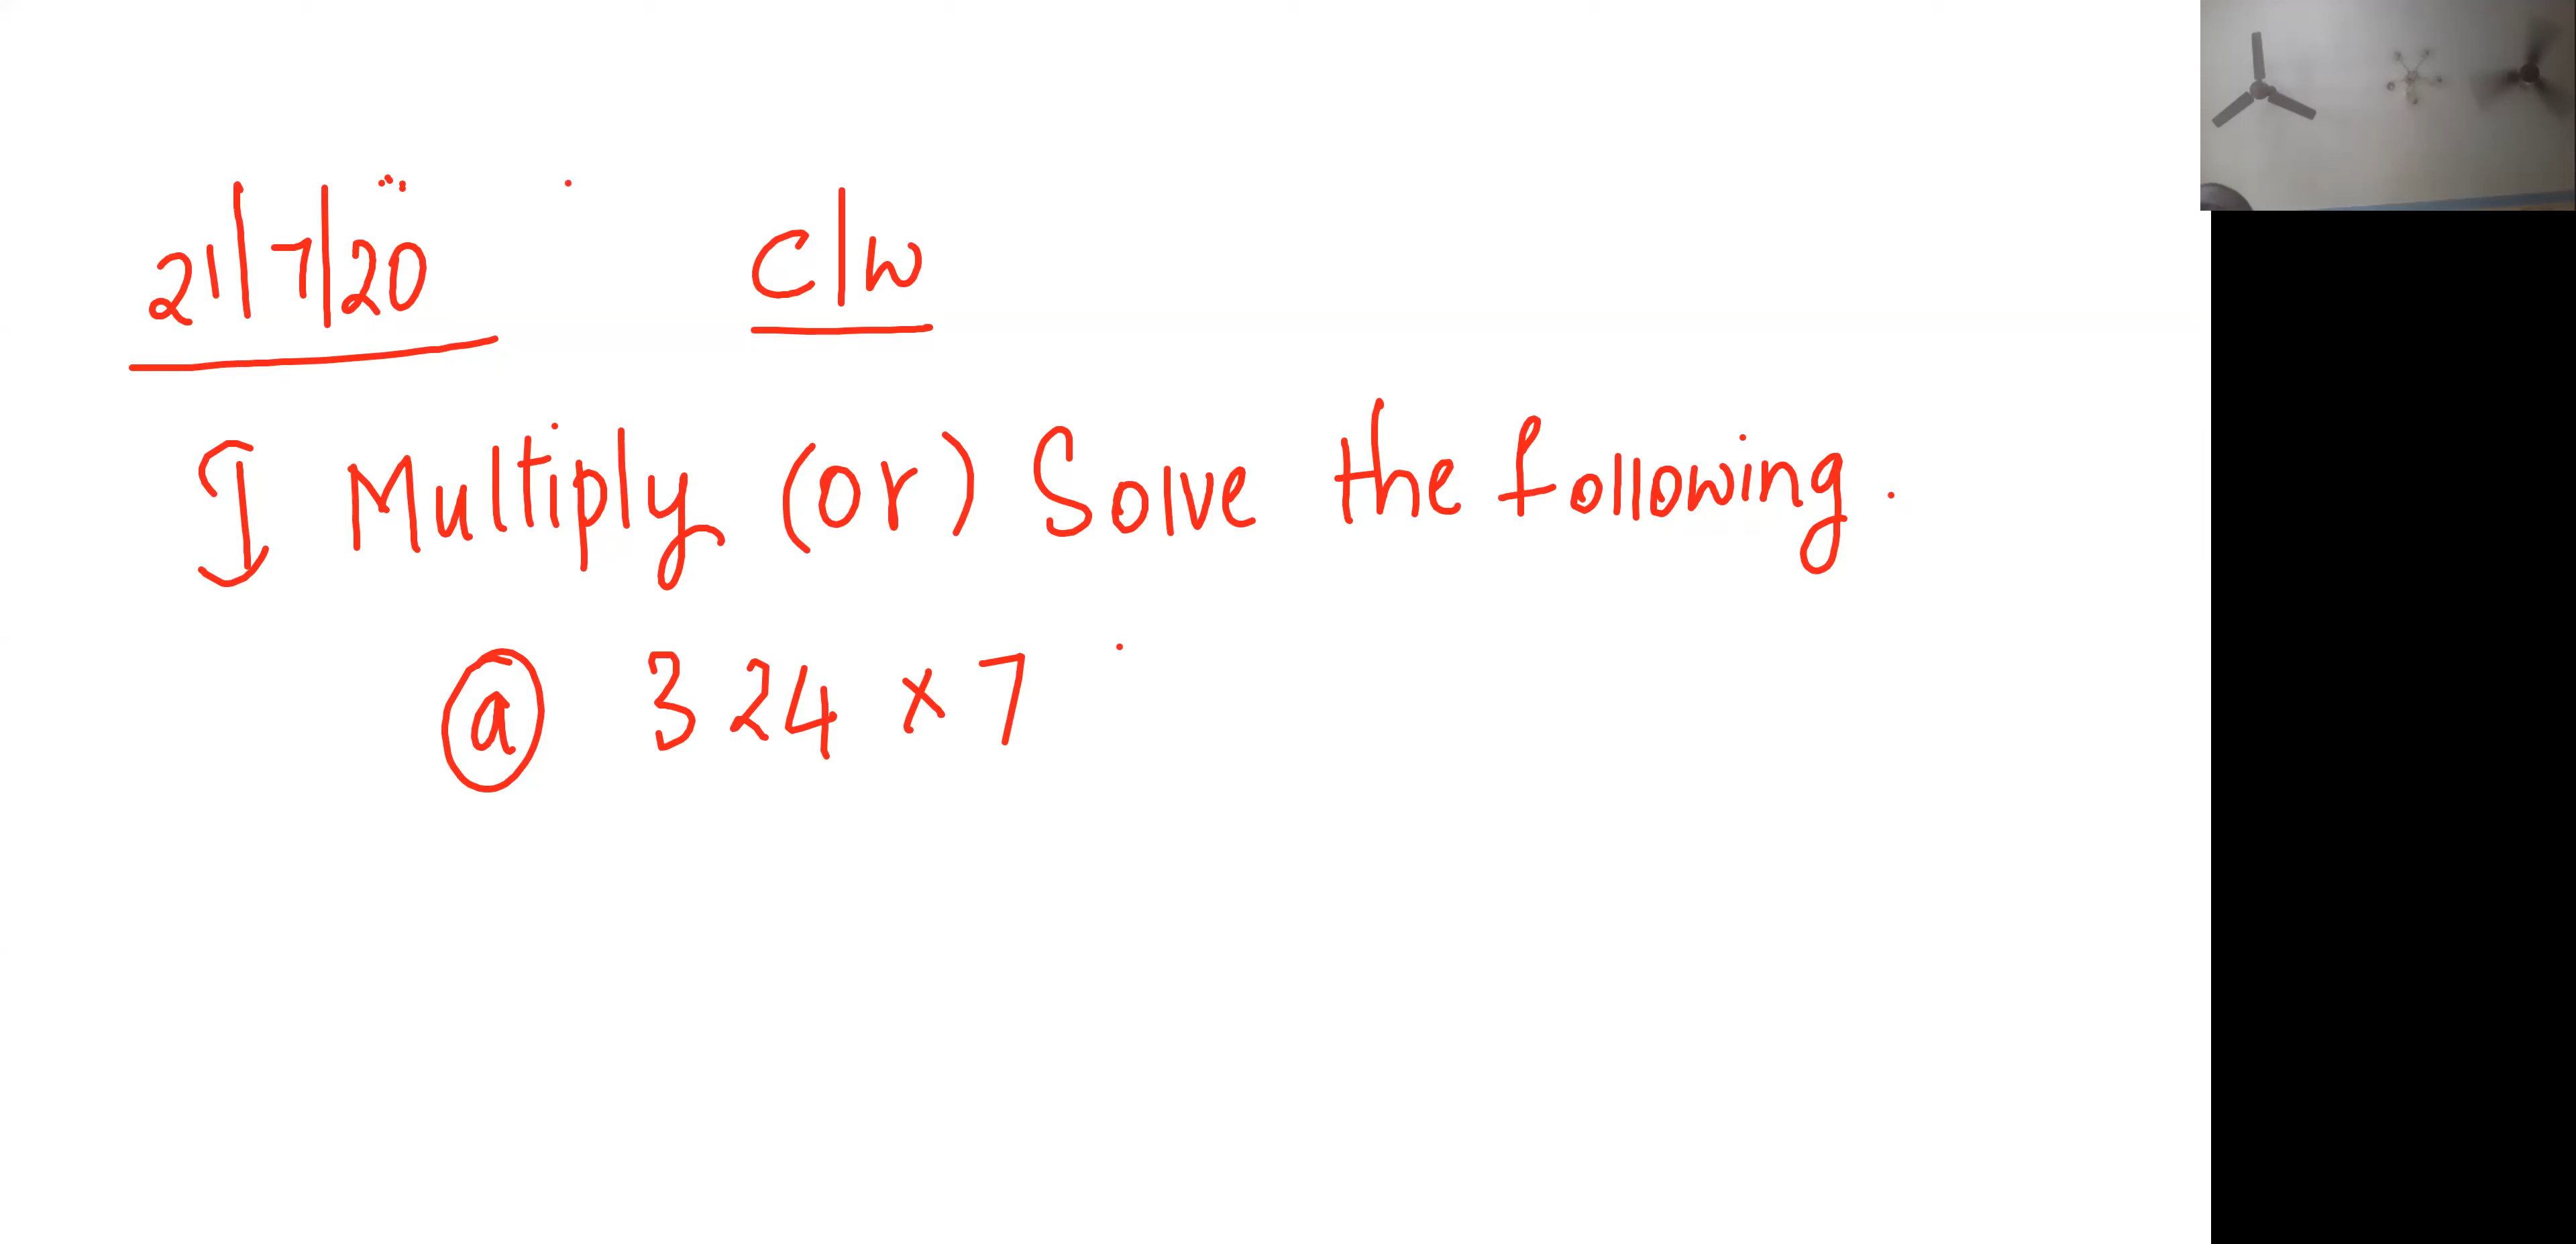 21/7/20 C/W
I Multiply (or) Solve the following.
a 324 × 7